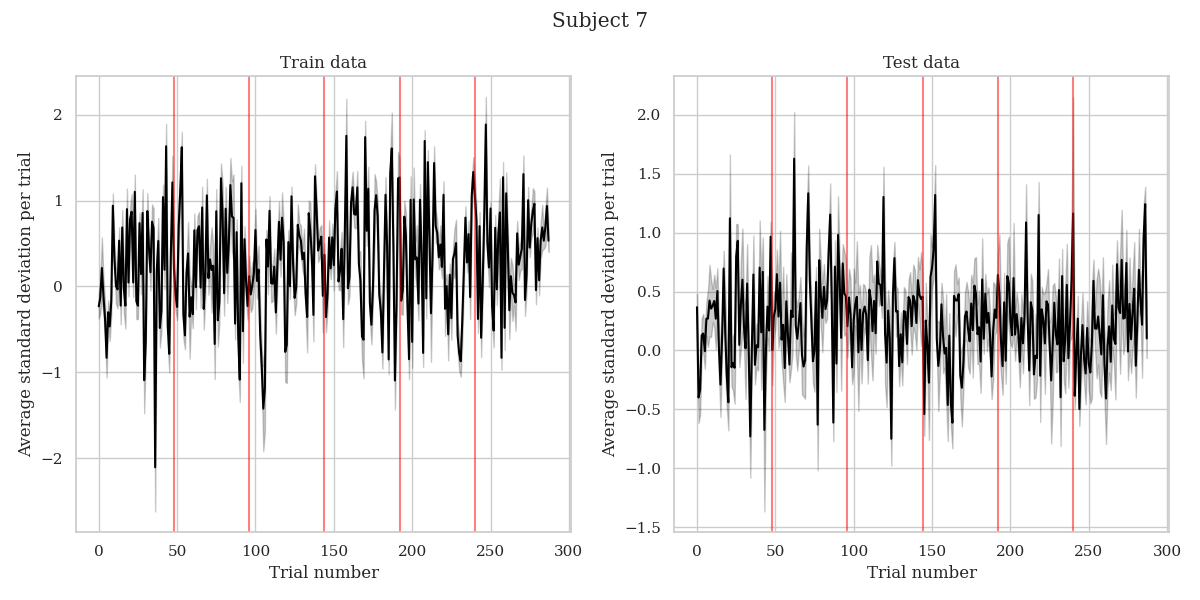 Subject 7
Train data
Average standard deviation per trial
2
1
0
−1
−2
0 50 100 150 200 250 300
Trial number
Test data
Average standard deviation per trial
2.0
1.5
1.0
0.5
0.0
−0.5
−1.0
−1.5
0 50 100 150 200 250 300
Trial number